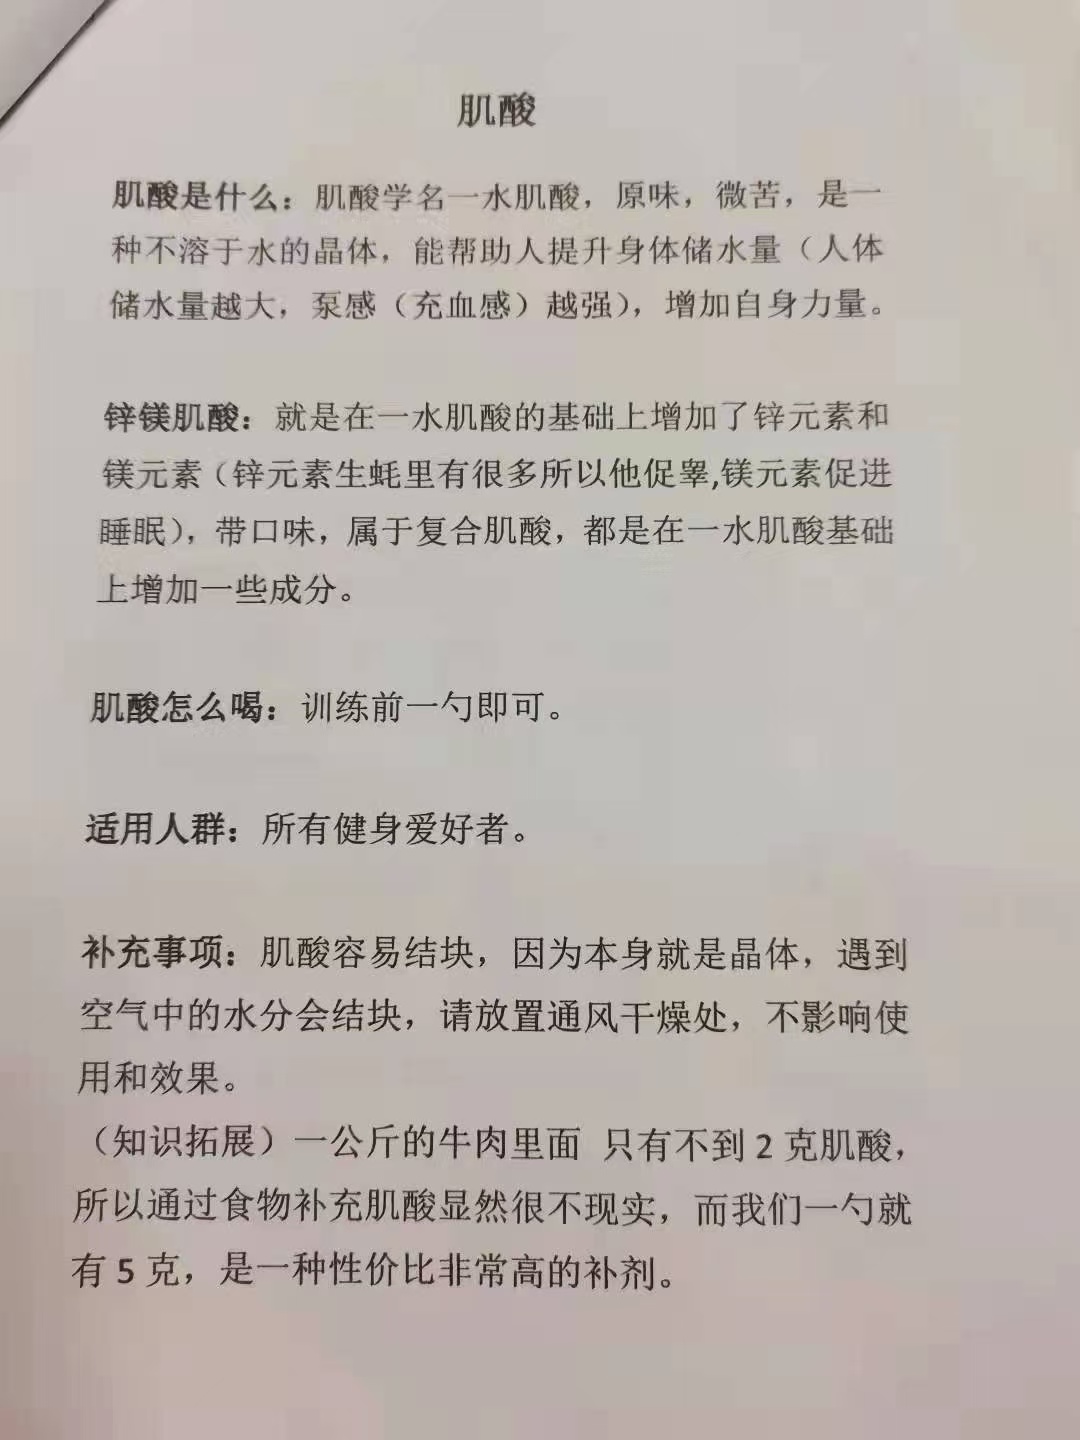 肌酸
肌酸是什么：肌酸学名一水肌酸，原味，微苦，是一
种不溶于水的晶体，能帮助人提升身体储水量（人体
储水量越大，泵感（充血感）越强），增加自身力量。
锌镁肌酸：就是在一水肌酸的基础上增加了锌元素和
镁元素（锌元素生蚝里有很多所以他促睾,镁元素促进
睡眠），带口味，属于复合肌酸，都是在一水肌酸基础
上增加一些成分。
肌酸怎么喝：训练前一勺即可。
适用人群：所有健身爱好者。
补充事项：肌酸容易结块，因为本身就是晶体，遇到
空气中的水分会结块，请放置通风干燥处，不影响使
用和效果。
（知识拓展）一公斤的牛肉里面 只有不到 2 克肌酸，
所以通过食物补充肌酸显然很不现实，而我们一勺就
有 5 克，是一种性价比非常高的补剂。